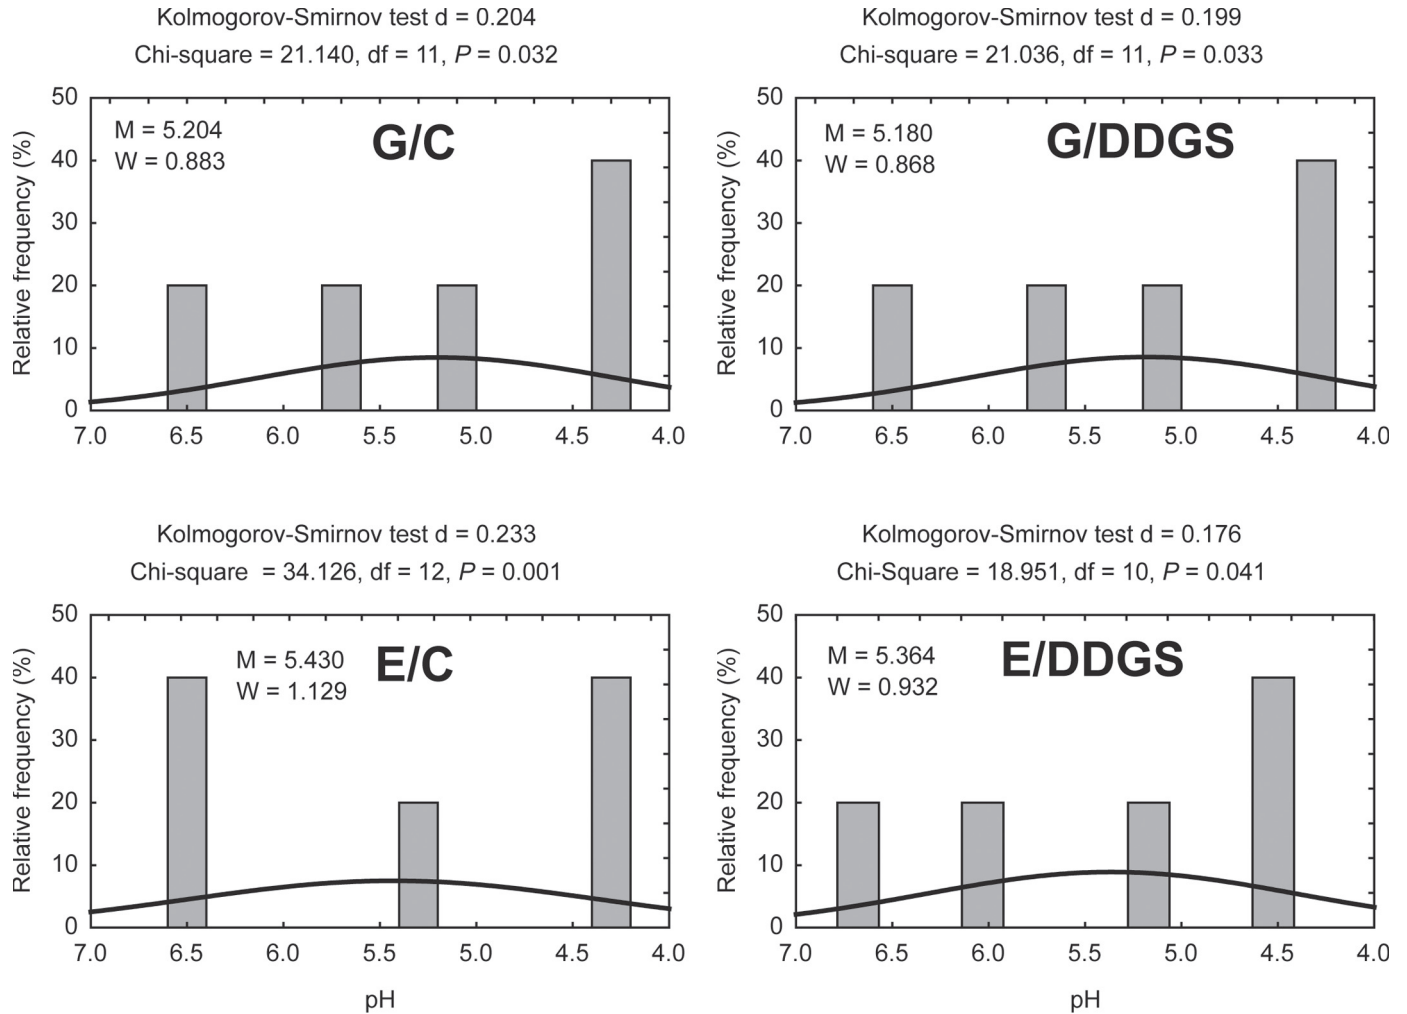 Kolmogorov-Smirnov test d = 0.204
Chi-square = 21.140, df = 11, P = 0.032
50
40
30
20
10
0
Relative frequency (%)
M = 5.204
W = 0.883
G/C
7.0 6.5 6.0 5.5 5.0 4.5 4.0
Kolmogorov-Smirnov test d = 0.199
Chi-square = 21.036, df = 11, P = 0.033
50
40
30
20
10
0
Relative frequency (%)
M = 5.180
W = 0.868
G/DDGS
7.0 6.5 6.0 5.5 5.0 4.5 4.0
Kolmogorov-Smirnov test d = 0.233
Chi-square = 34.126, df = 12, P = 0.001
50
40
30
20
10
0
Relative frequency (%)
M = 5.430
W = 1.129
E/C
7.0 6.5 6.0 5.5 5.0 4.5 4.0
pH
Kolmogorov-Smirnov test d = 0.176
Chi-Square = 18.951, df = 10, P = 0.041
50
40
30
20
10
0
Relative frequency (%)
M = 5.364
W = 0.932
E/DDGS
7.0 6.5 6.0 5.5 5.0 4.5 4.0
pH